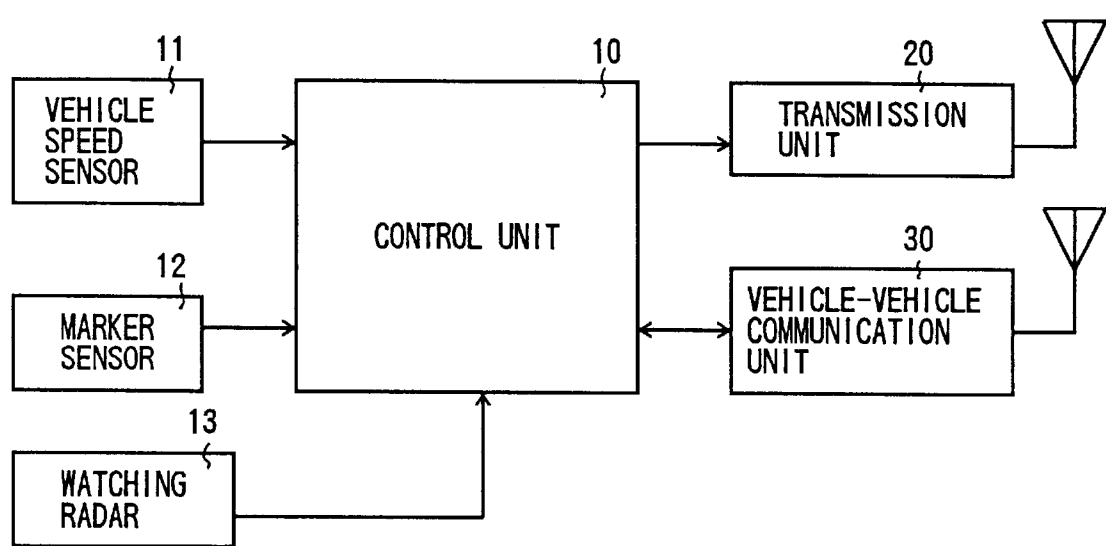 11
VEHICLE
SPEED
SENSOR
10
CONTROL UNIT
20
TRANSMISSION
UNIT
12
MARKER
SENSOR
30
VEHICLE-VEHICLE
COMMUNICATION
UNIT
13
WATCHING
RADAR